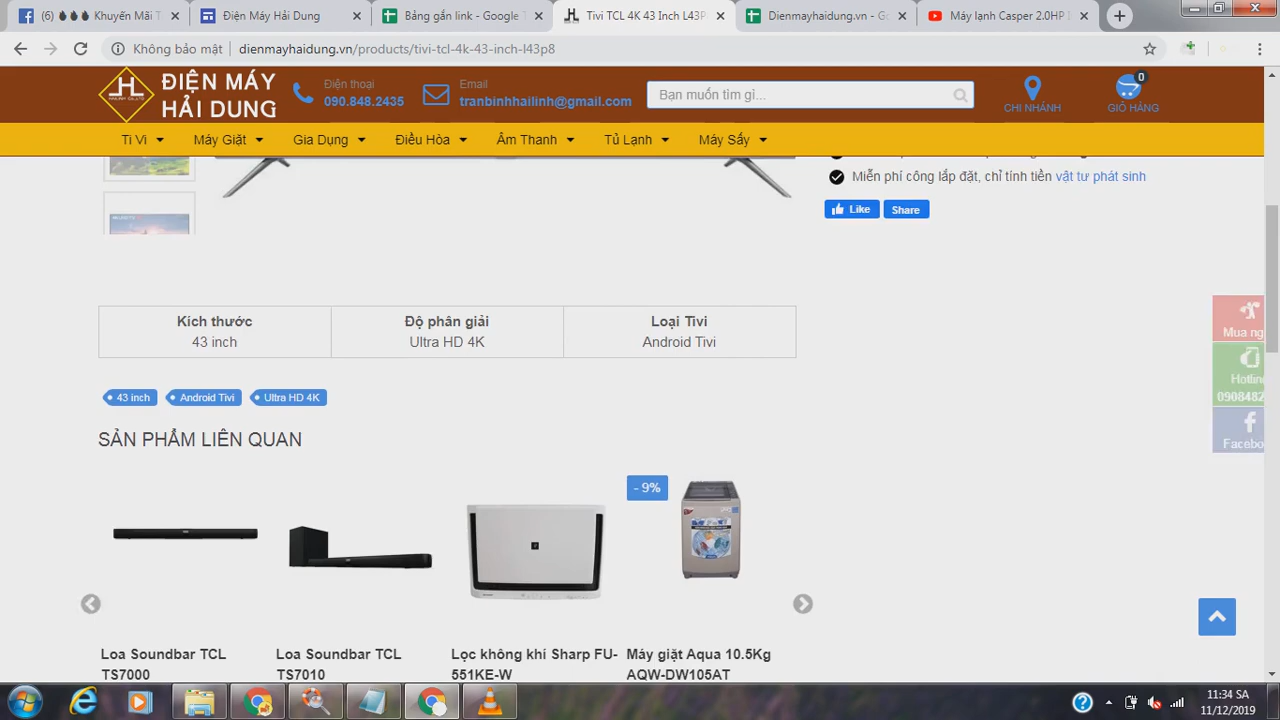 (6) 🌢🌢🌢 Khuyến Mãi T
Điện Máy Hải Dung
Bảng gắn link - Google T
Tivi TCL 4K 43 Inch L43P
Dienmayhaidung.vn - Go
Máy lạnh Casper 2.0HP
Không bảo mật | dienmayhaidung.vn/products/tivi-tcl-4k-43-inch-l43p8
ĐIỆN MÁY
HẢI DUNG
Điện thoại
090.848.2435
Email
tranbinhhailinh@gmail.com
Bạn muốn tìm gì...
CHI NHÁNH
0
GIỎ HÀNG
Ti Vi
Máy Giặt
Gia Dụng
Điều Hòa
Âm Thanh
Tủ Lạnh
Máy Sấy
Miễn phí công lắp đặt, chỉ tính tiền vật tư phát sinh
Like
Share
Kích thước
43 inch
Độ phân giải
Ultra HD 4K
Loại Tivi
Android Tivi
Mua ng
Hotlin
0908482
Facebo
43 inch
Android Tivi
Ultra HD 4K
SẢN PHẨM LIÊN QUAN
- 9%
Loa Soundbar TCL
TS7000
Loa Soundbar TCL
TS7010
Lọc không khí Sharp FU-
551KE-W
Máy giặt Aqua 10.5Kg
AQW-DW105AT
11:34 SA
11/12/2019